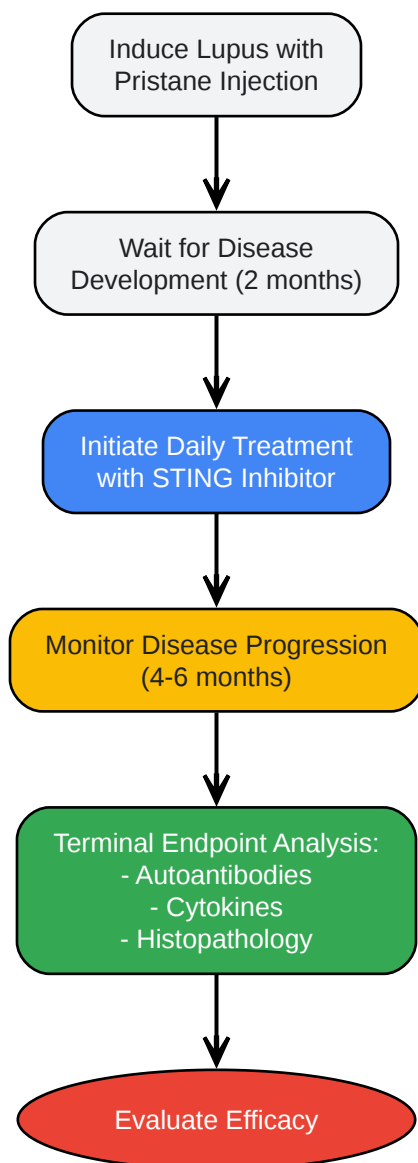 Induce Lupus with
Pristane Injection
Wait for Disease
Development (2 months)
Initiate Daily Treatment
with STING Inhibitor
Monitor Disease Progression
(4-6 months)
Terminal Endpoint Analysis:
- Autoantibodies
- Cytokines
- Histopathology
Evaluate Efficacy